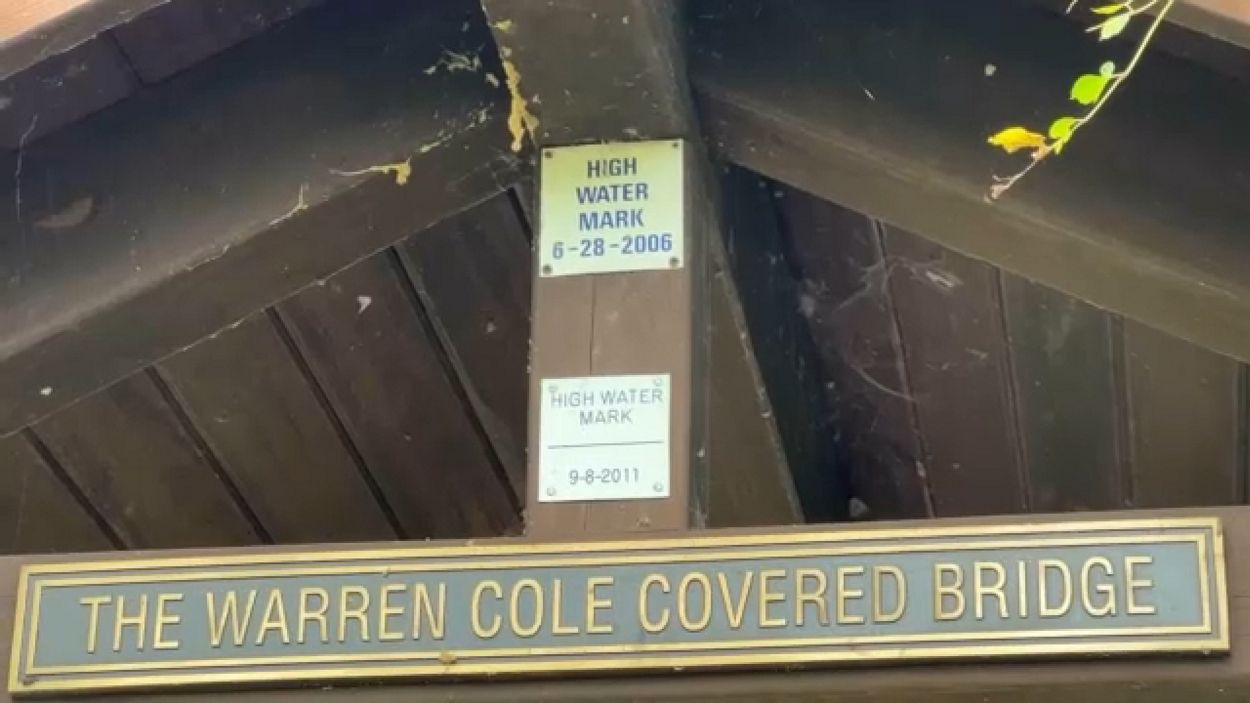 HIGH
WATER
MARK
6-28-2006
HIGH WATER
MARK
9-8-2011
THE WARREN COLE COVERED BRIDGE